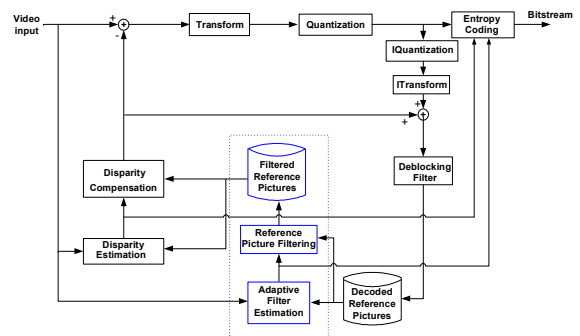 Video
input
+
+
-
Transform
Quantization
Entropy
Coding
Bitstream
IQuantization
ITransform
+
+
+
Deblocking
Filter
Disparity
Compensation
Filtered
Reference
Pictures
Disparity
Estimation
Reference
Picture Filtering
Adaptive
Filter
Estimation
Decoded
Reference
Pictures